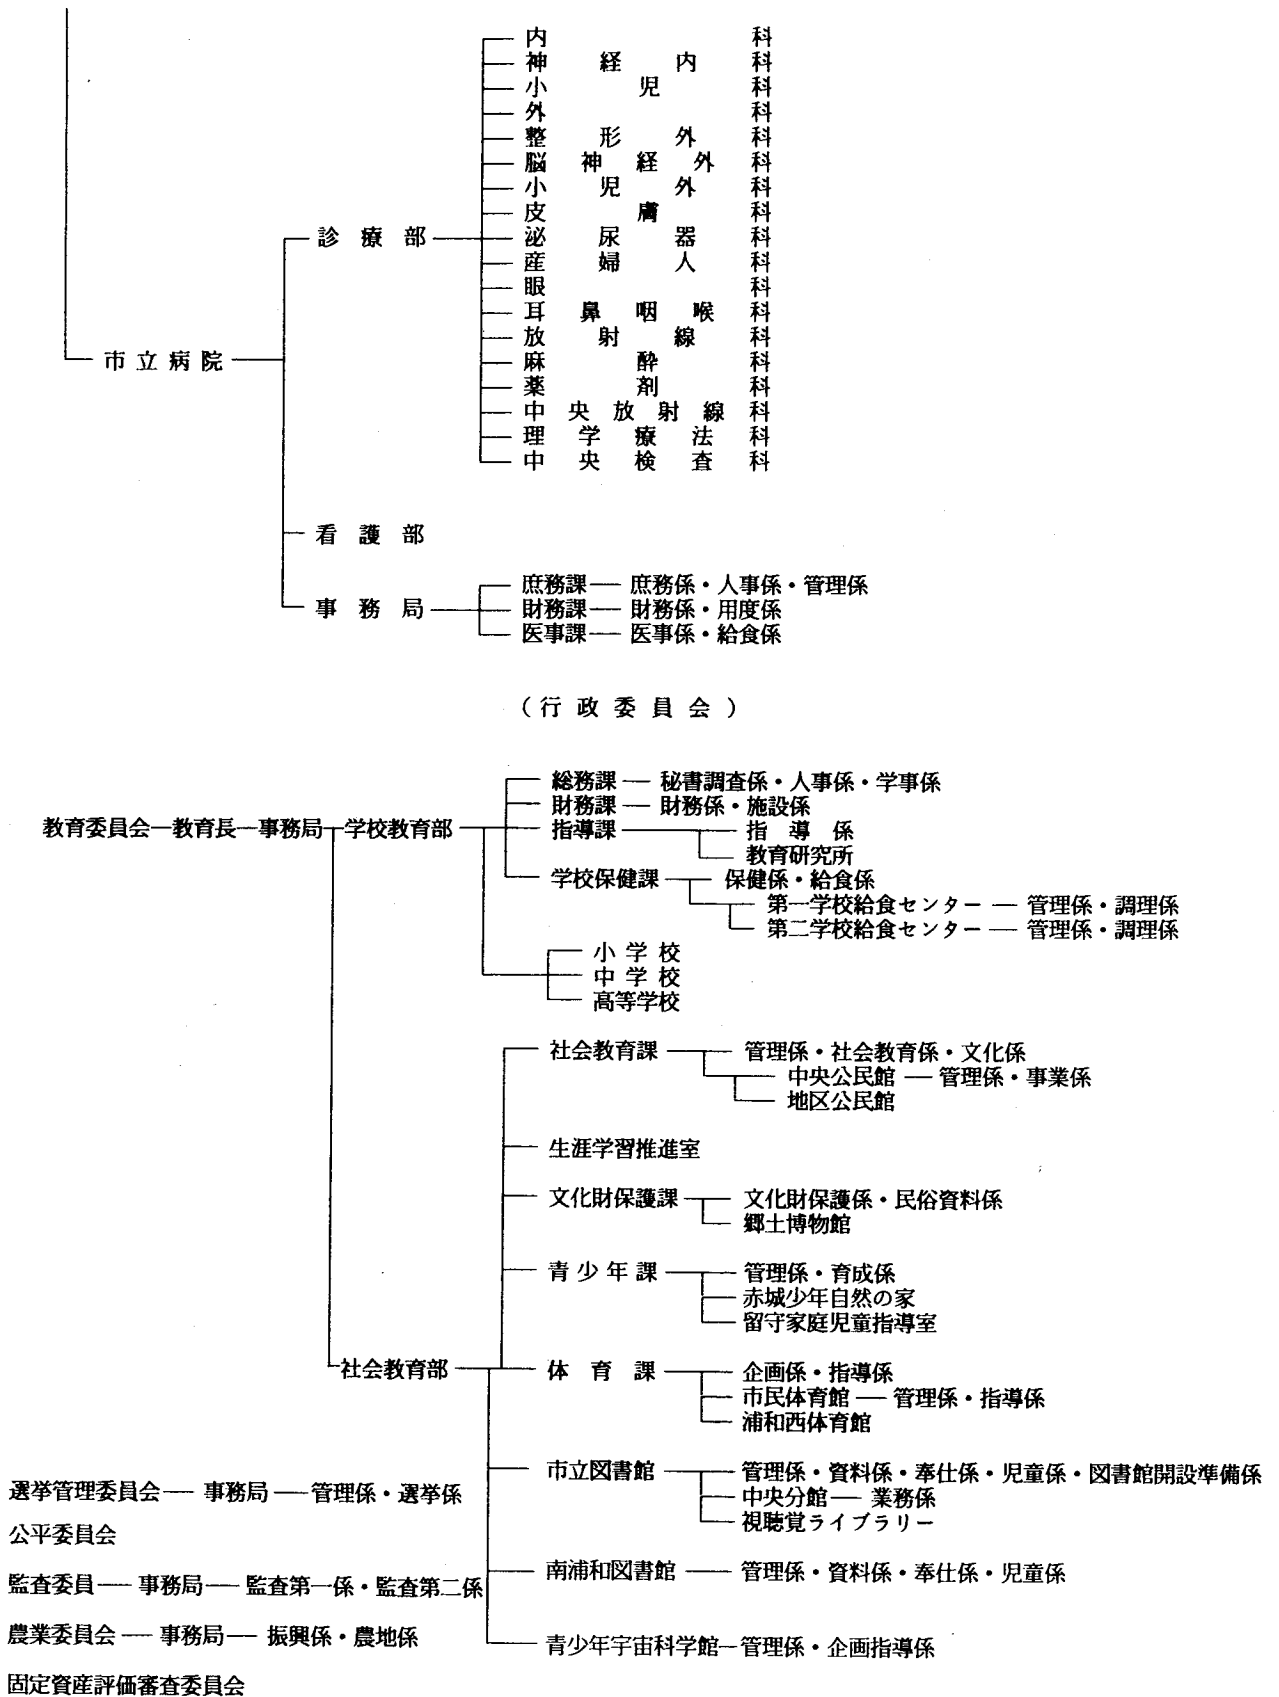 内科
神経内科
小児科
外科
整形外科
脳神経外科
小児外科
皮膚科
診療部
泌尿器科
産婦人科
眼科
耳鼻咽喉科
放射線科
市立病院
麻酔科
薬剤科
中央放射線科
理学療法科
中央検査科
看護部
事務局
庶務課―庶務係・人事係・管理係
財務課―財務係・用度係
医事課―医事係・給食係
(行政委員会)
総務課―秘書調査係・人事係・学事係
財務課―財務係・施設係
教育委員会―教育長―事務局―学校教育部
指導課―指導係
教育研究所
学校保健課―保健係・給食係
第一学校給食センター―管理係・調理係
第二学校給食センター―管理係・調理係
小学校
中学校
高等学校
社会教育課―管理係・社会教育係・文化係
中央公民館―管理係・事業係
地区公民館
生涯学習推進室
文化財保護課―文化財保護係・民俗資料係
郷土博物館
青少年課―管理係・育成係
赤城少年自然の家
留守家庭児童指導室
社会教育部
体育課―企画係・指導係
市民体育館―管理係・指導係
浦和西体育館
市立図書館―管理係・資料係・奉仕係・児童係・図書館開設準備係
中央分館―業務係
視聴覚ライブラリー
南浦和図書館―管理係・資料係・奉仕係・児童係
青少年宇宙科学館―管理係・企画指導係
選挙管理委員会―事務局―管理係・選挙係
公平委員会
監査委員―事務局―監査第一係・監査第二係
農業委員会―事務局―振興係・農地係
固定資産評価審査委員会